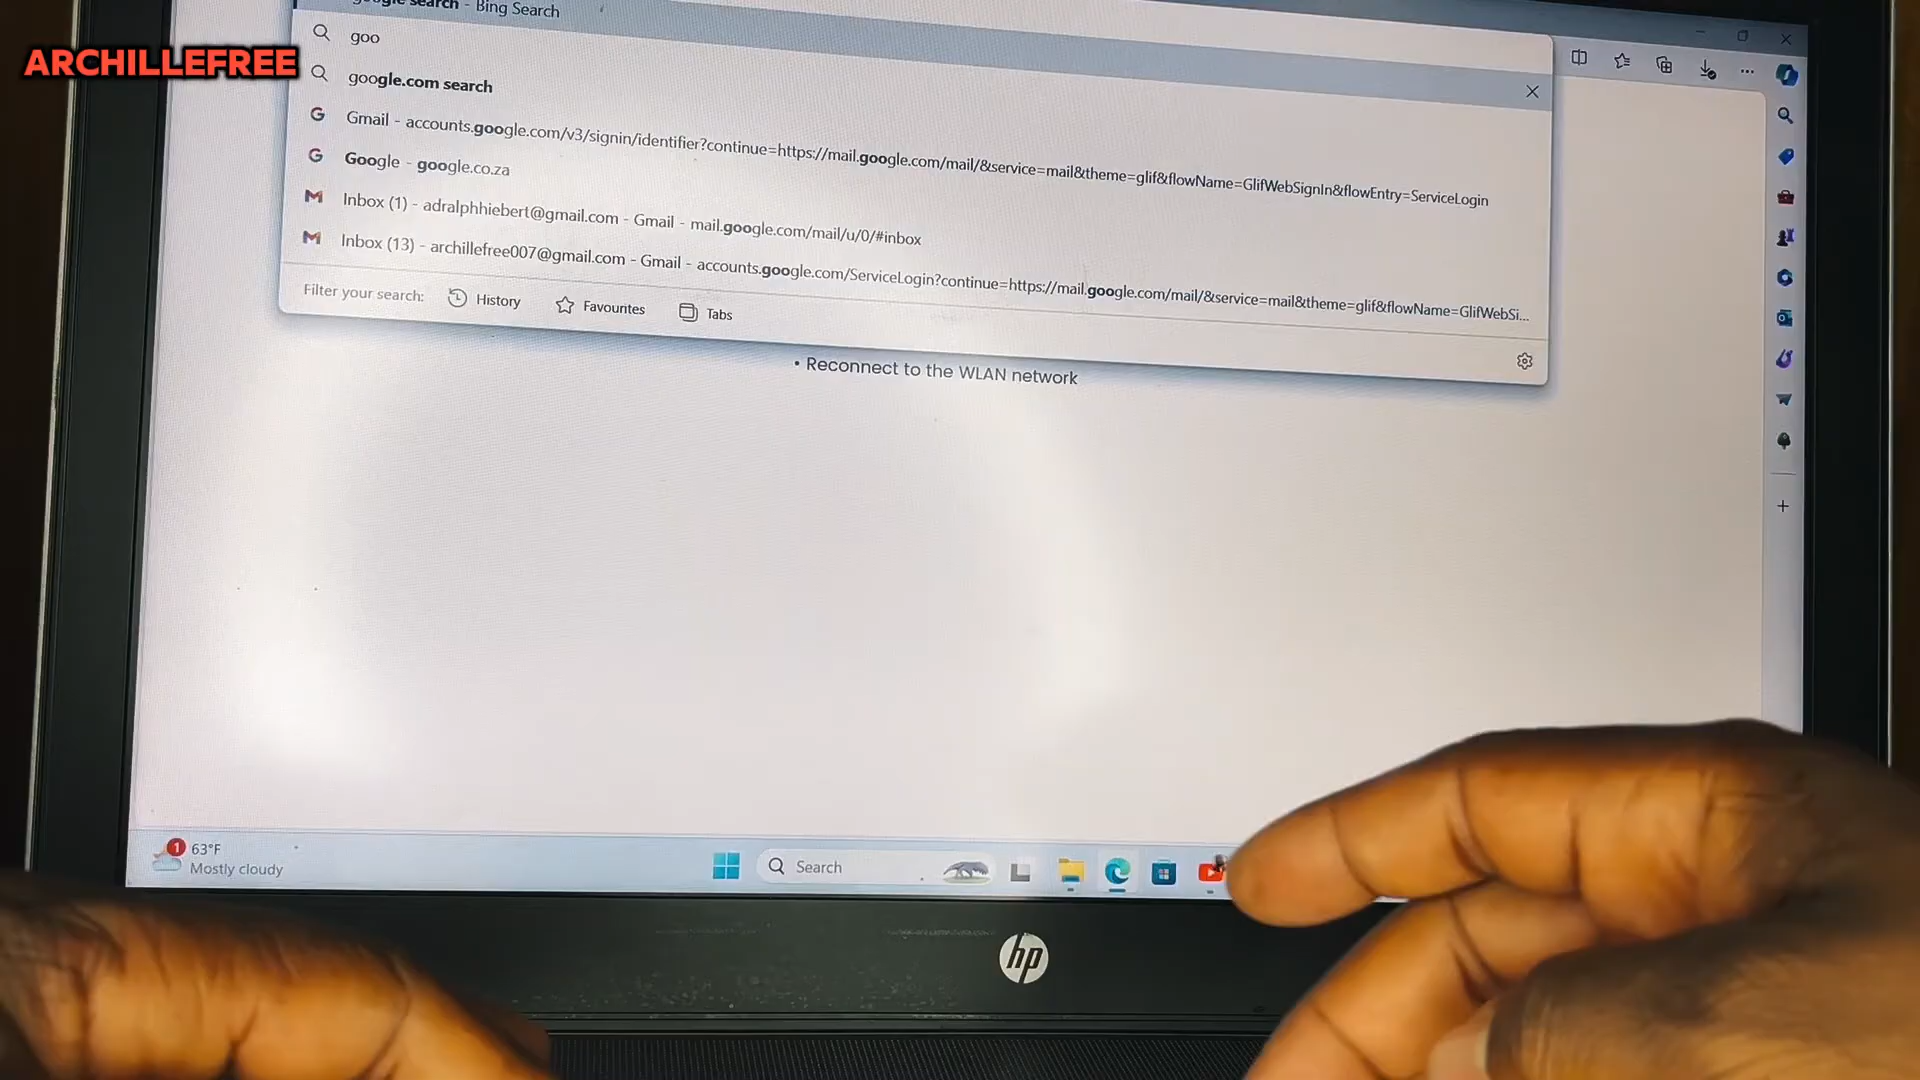 google search - Bing Search
ARCHILLEFREE
goo
google.com search
Gmail - accounts.google.com/v3/signin/identifier?continue=https://mail.google.com/mail/&service=mail&theme=glif&flowName=GlifWebSignIn&flowEntry=ServiceLogin
Google - google.co.za
Inbox (1) - adralphhiebert@gmail.com - Gmail - mail.google.com/mail/u/0/#inbox
Inbox (13) - archillefree007@gmail.com - Gmail - accounts.google.com/ServiceLogin?continue=https://mail.google.com/mail/&service=mail&theme=glif&flowName=GlifWebSi...
Filter your search: History Favourites Tabs
• Reconnect to the WLAN network
1 63°F
Mostly cloudy
Search
hp